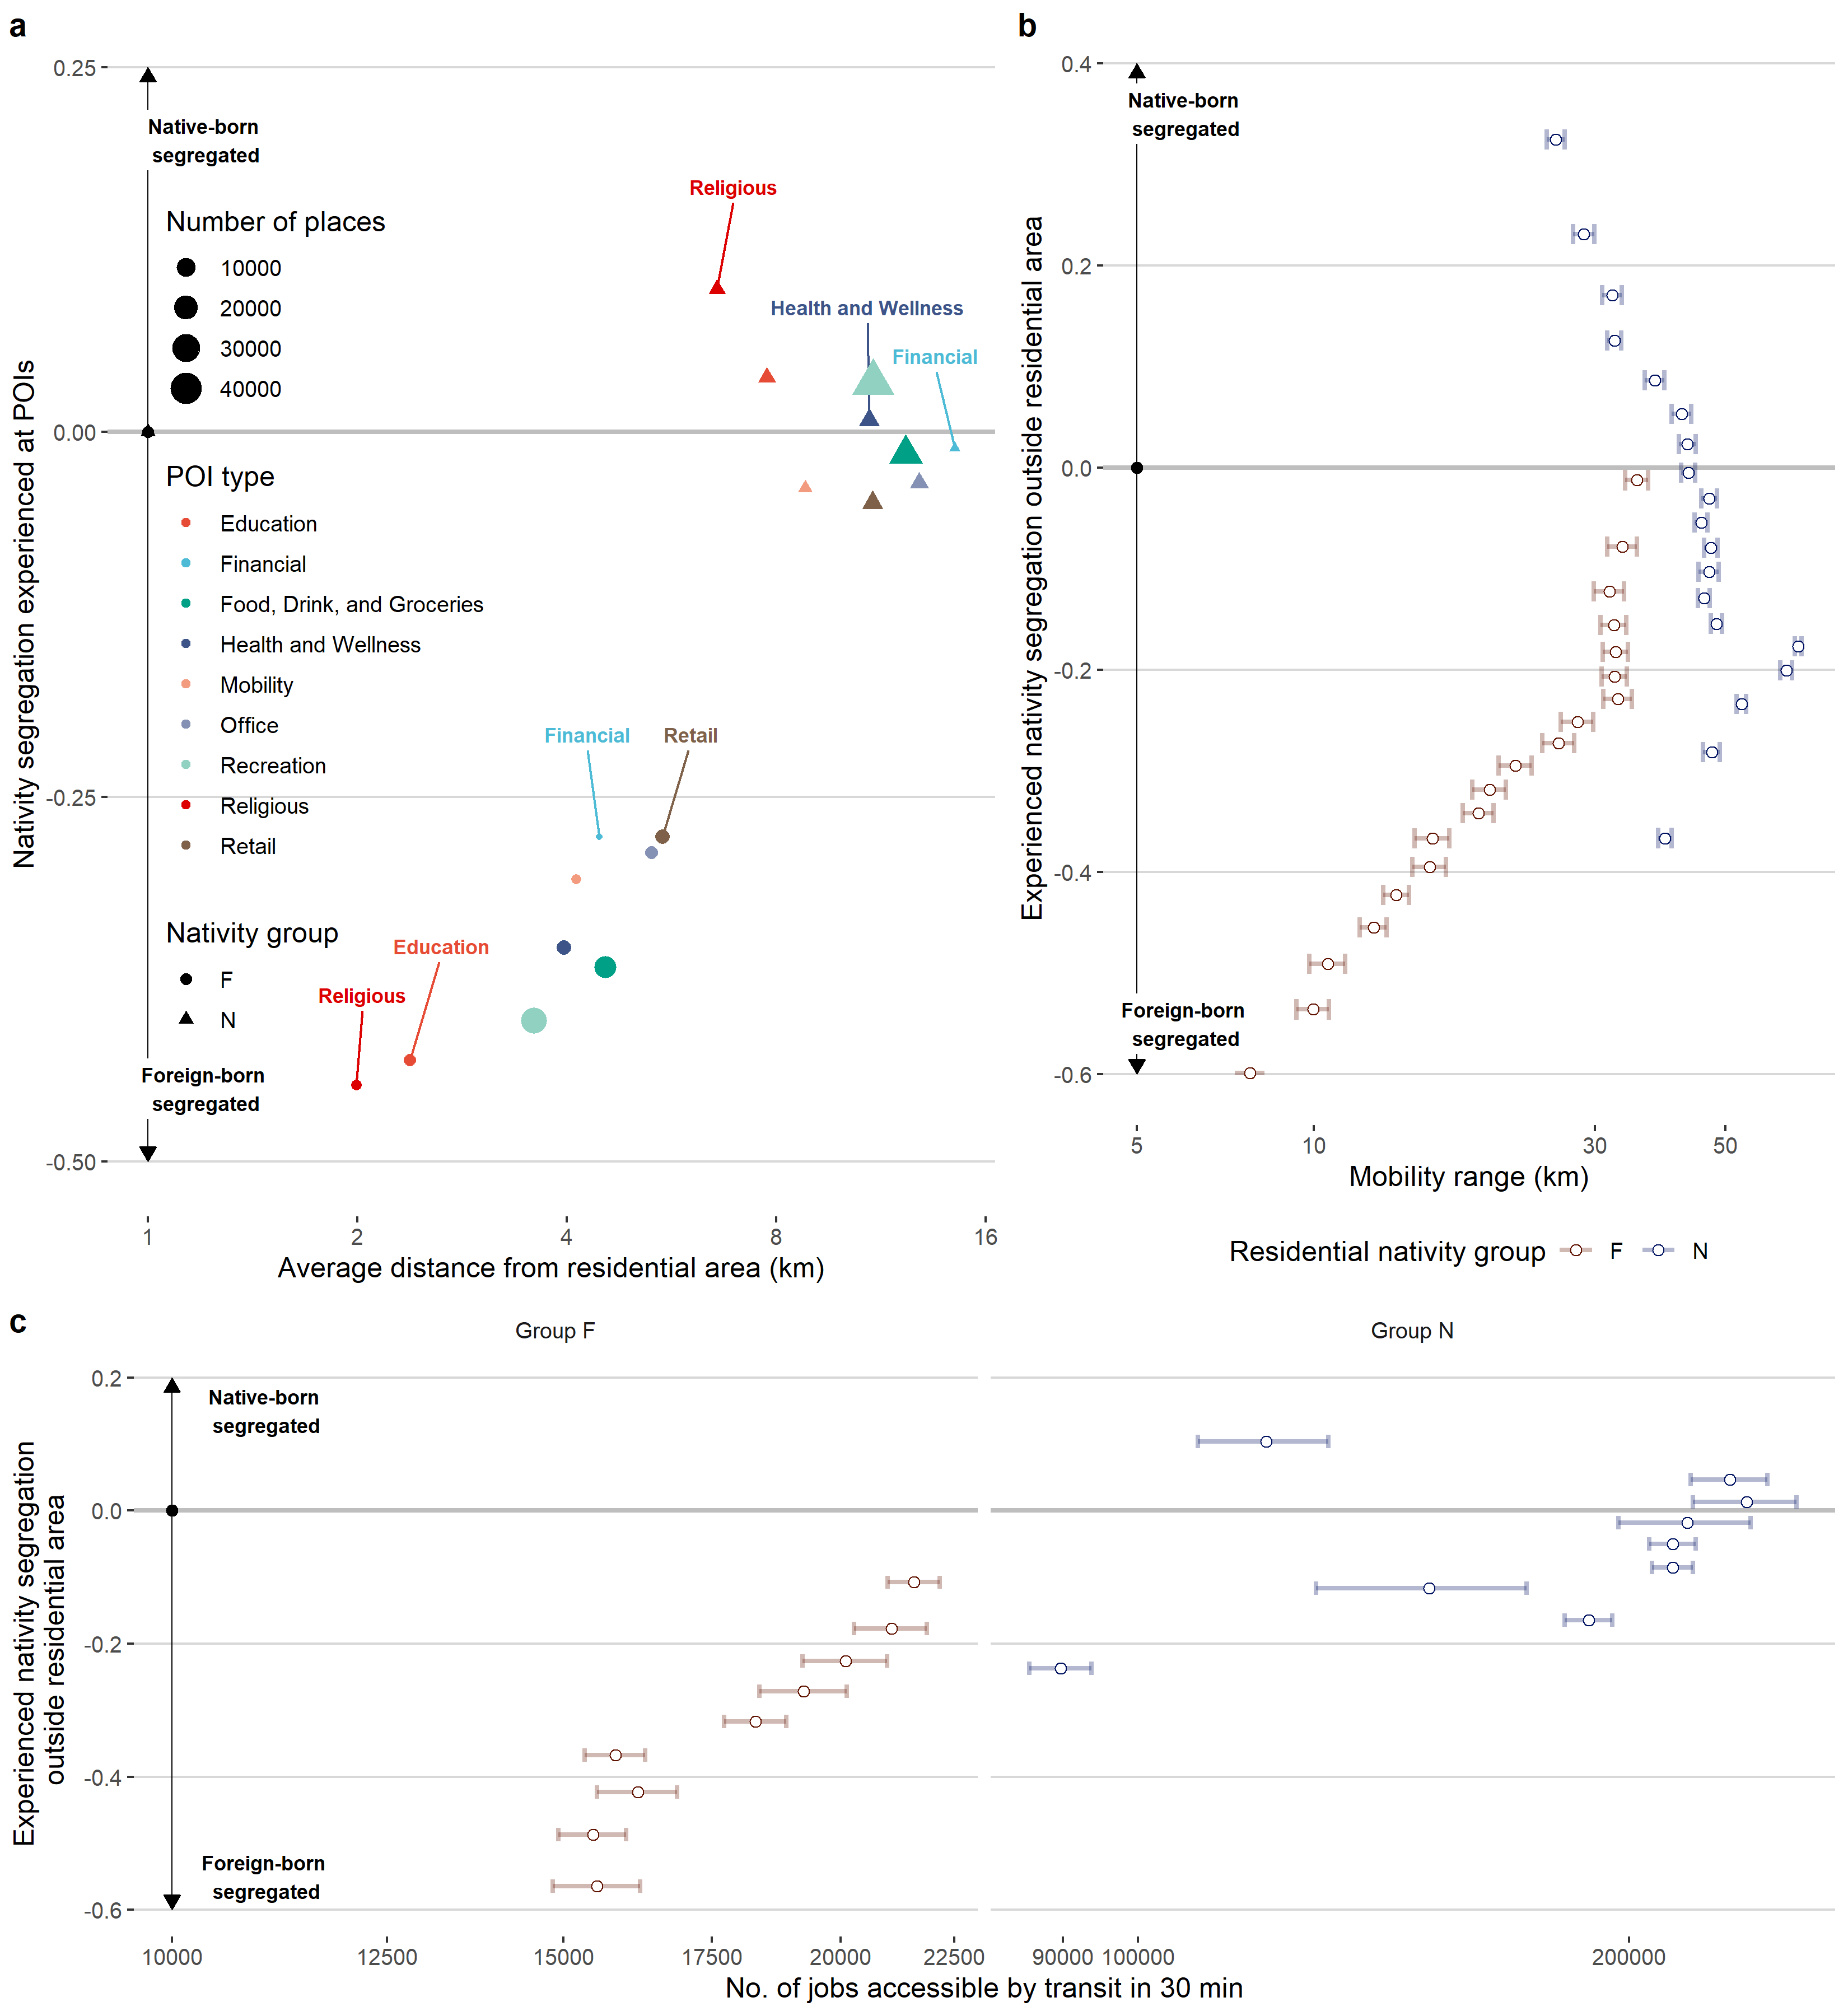 a
0.25
0.00
-0.25
-0.50
Nativity segregation experienced at POIs
Native-born
segregated
Number of places
10000
20000
30000
40000
POI type
Education
Financial
Food, Drink, and Groceries
Health and Wellness
Mobility
Office
Recreation
Religious
Retail
Nativity group
F
N
Foreign-born
segregated
Religious
Health and Wellness
Financial
Financial
Retail
Education
Religious
1
2
4
8
16
Average distance from residential area (km)
b
0.4
0.2
0.0
-0.2
-0.4
-0.6
Experienced nativity segregation outside residential area
Native-born
segregated
Foreign-born
segregated
5
10
30
50
Mobility range (km)
Residential nativity group
F
N
c
Group F
Group N
0.2
0.0
-0.2
-0.4
-0.6
Experienced nativity segregation
outside residential area
Native-born
segregated
Foreign-born
segregated
10000
12500
15000
17500
20000
22500
90000
100000
200000
No. of jobs accessible by transit in 30 min